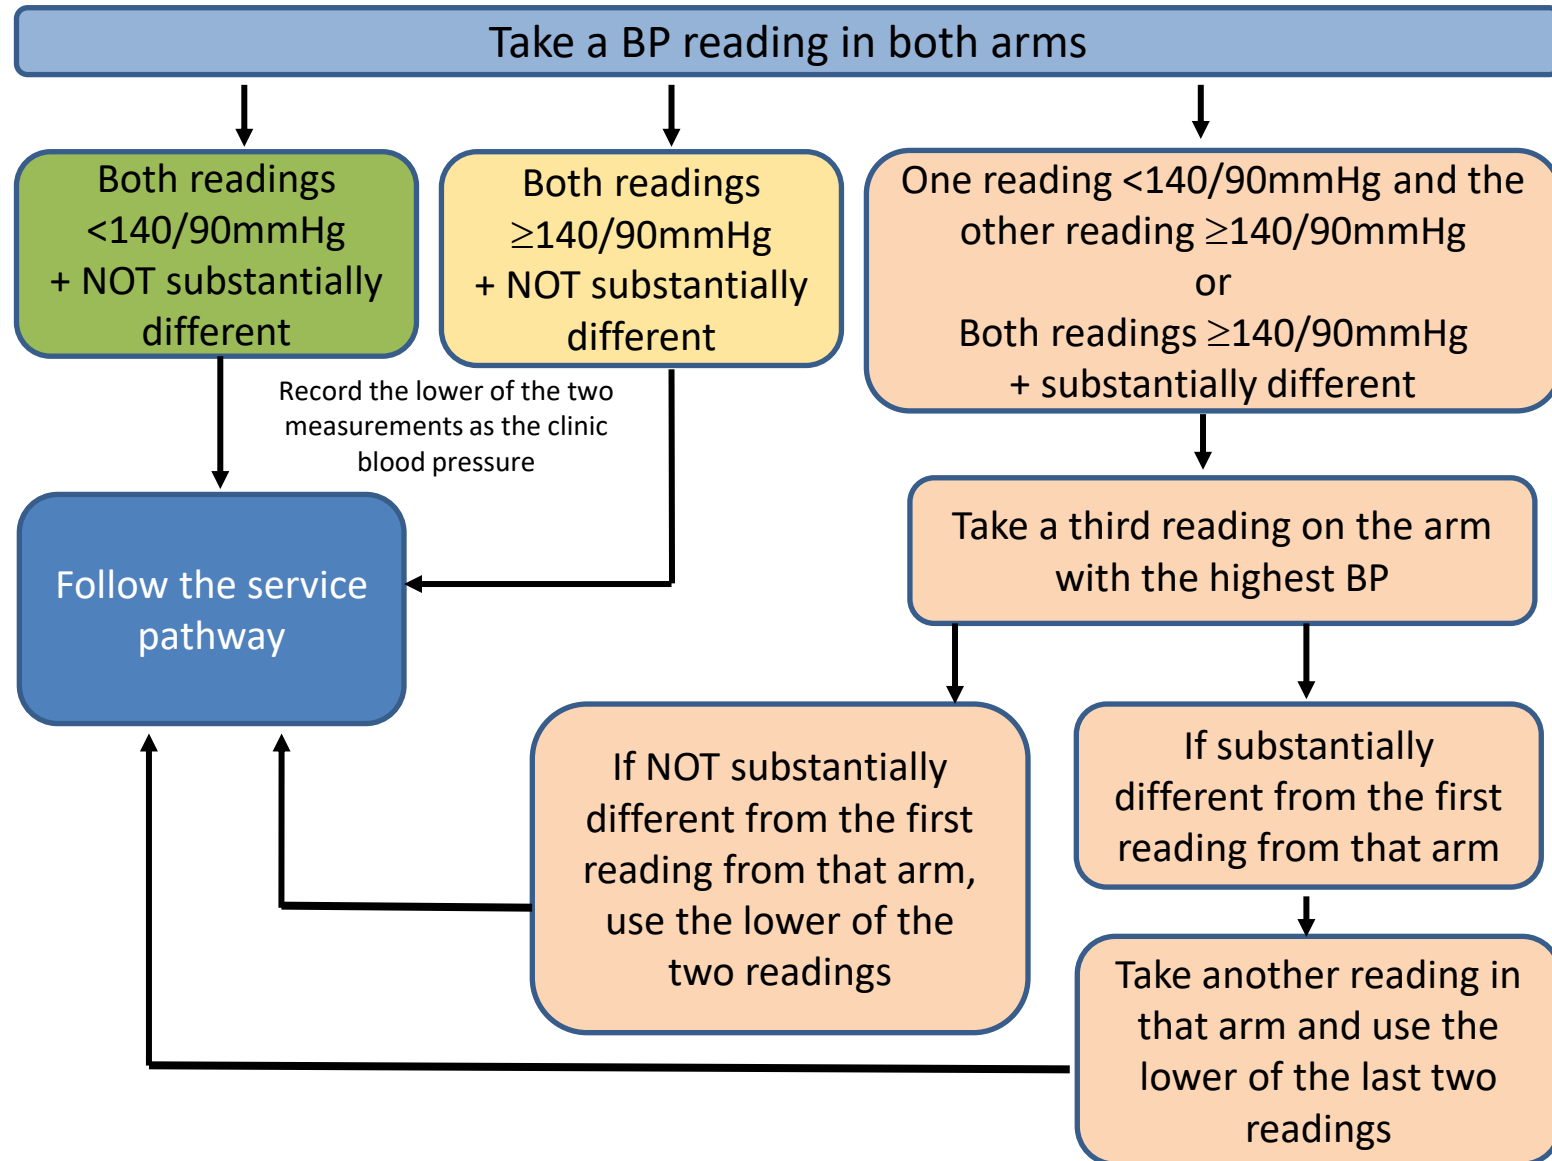 Take a BP reading in both arms
Both readings
<140/90mmHg
+ NOT substantially
different
Both readings
≥140/90mmHg
+ NOT substantially
different
One reading <140/90mmHg and the
other reading ≥140/90mmHg
or
Both readings ≥140/90mmHg
+ substantially different
Record the lower of the two
measurements as the clinic
blood pressure
Follow the service
pathway
Take a third reading on the arm
with the highest BP
If NOT substantially
different from the first
reading from that arm,
use the lower of the
two readings
If substantially
different from the first
reading from that arm
Take another reading in
that arm and use the
lower of the last two
readings